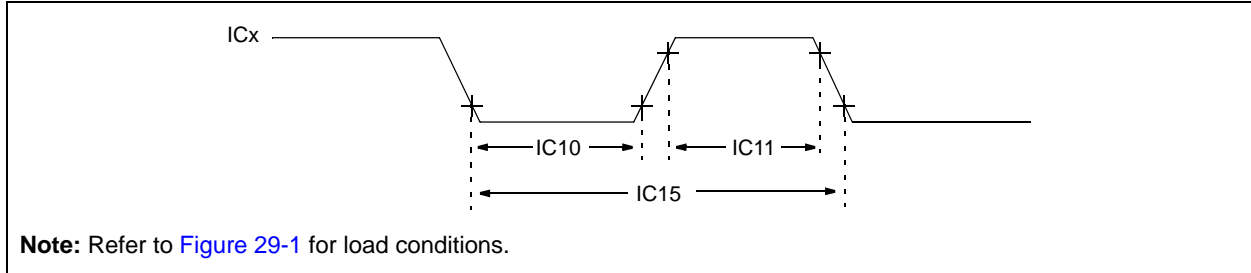 ICx
IC10
IC11
IC15
Note: Refer to Figure 29-1 for load conditions.